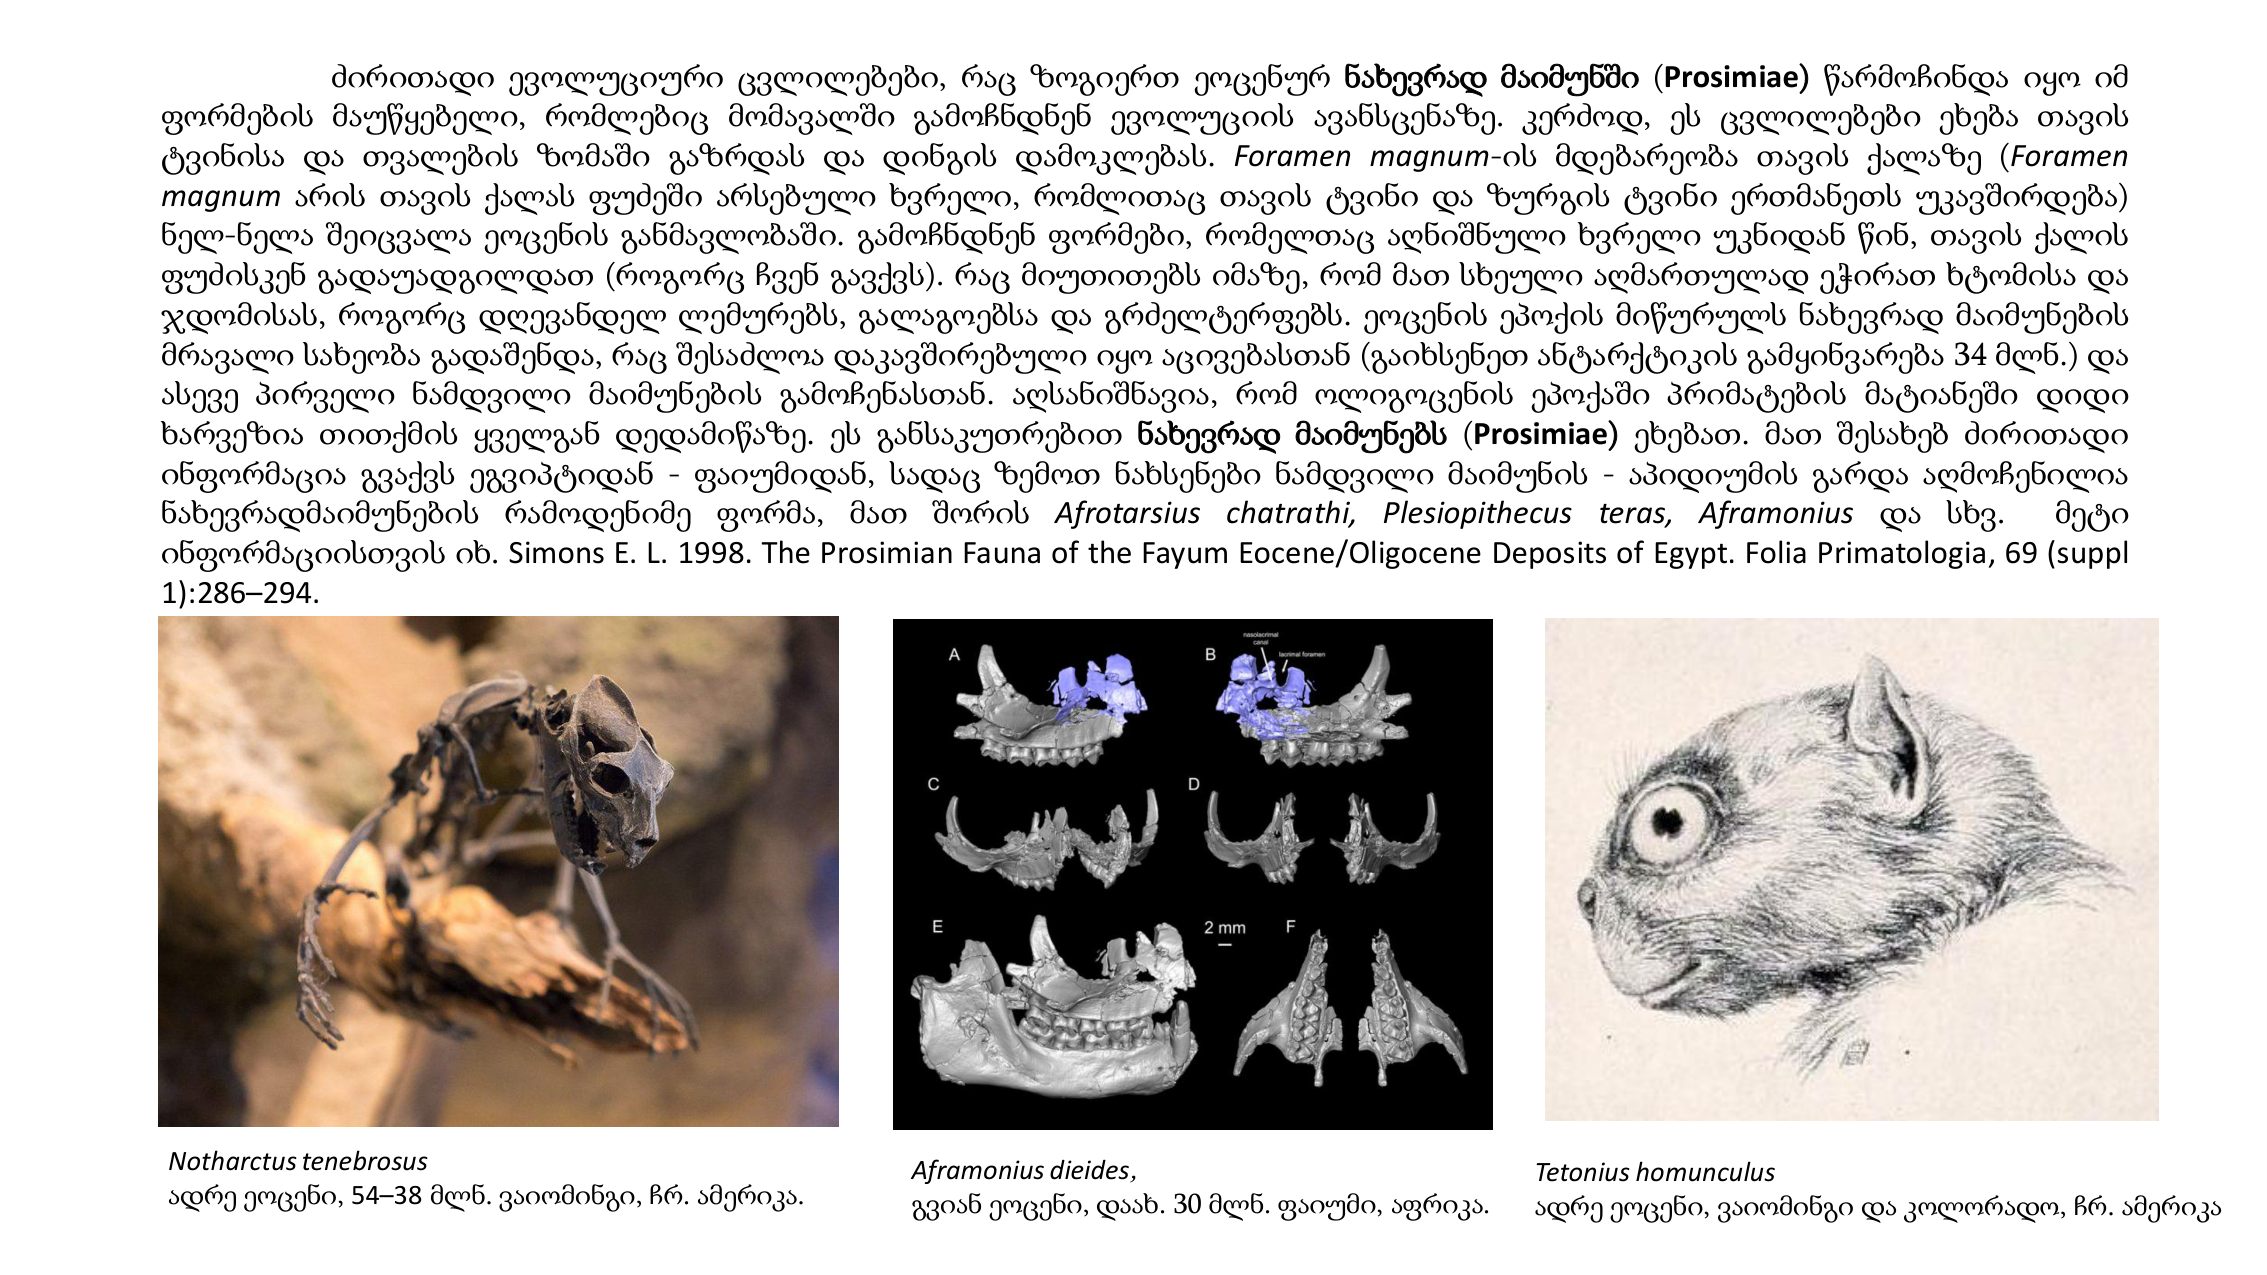 ძირითადი ევოლუციური ცვლილებები, რაც ზოგიერთ ეოცენურ ნახევრად მაიმუნში (Prosimiae) წარმოჩინდა იყო იმ
ფორმების მაუწყებელი, რომლებიც მომავალში გამოჩნდნენ ევოლუციის ავანსცენაზე. კერძოდ, ეს ცვლილებები ეხება თავის
ტვინისა და თვალების ზომაში გაზრდას და დინგის დამოკლებას. Foramen magnum-ის მდებარეობა თავის ქალაზე (Foramen
magnum არის თავის ქალას ფუძეში არსებული ხვრელი, რომლითაც თავის ტვინი და ზურგის ტვინი ერთმანეთს უკავშირდება)
ნელ-ნელა შეიცვალა ეოცენის განმავლობაში. გამოჩნდნენ ფორმები, რომელთაც აღნიშნული ხვრელი უკნიდან წინ, თავის ქალის
ფუძისკენ გადაუადგილდათ (როგორც ჩვენ გავქვს). რაც მიუთითებს იმაზე, რომ მათ სხეული აღმართულად ეჭირათ ხტომისა და
ჯდომისას, როგორც დღევანდელ ლემურებს, გალაგოებსა და გრძელტერფებს. ეოცენის ეპოქის მიწურულს ნახევრად მაიმუნების
მრავალი სახეობა გადაშენდა, რაც შესაძლოა დაკავშირებული იყო აცივებასთან (გაიხსენეთ ანტარქტიკის გამყინვარება 34 მლნ.) და
ასევე პირველი ნამდვილი მაიმუნების გამოჩენასთან. აღსანიშნავია, რომ ოლიგოცენის ეპოქაში პრიმატების მატიანეში დიდი
ხარვეზია თითქმის ყველგან დედამიწაზე. ეს განსაკუთრებით ნახევრად მაიმუნებს (Prosimiae) ეხებათ. მათ შესახებ ძირითადი
ინფორმაცია გვაქვს ეგვიპტიდან - ფაიუმიდან, სადაც ზემოთ ნახსენები ნამდვილი მაიმუნის - აპიდიუმის გარდა აღმოჩენილია
ნახევრადმაიმუნების რამოდენიმე ფორმა, მათ შორის Afrotarsius chatrathi, Plesiopithecus teras, Aframonius და სხვ. მეტი
ინფორმაციისთვის იხ. Simons E. L. 1998. The Prosimian Fauna of the Fayum Eocene/Oligocene Deposits of Egypt. Folia Primatologia, 69 (suppl
1):286–294.
A
B
nasolacrimal
canal
lacrimal foramen
C
D
E
2 mm
F
Notharctus tenebrosus
ადრე ეოცენი, 54–38 მლნ. ვაიომინგი, ჩრ. ამერიკა.
Aframonius dieides,
გვიან ეოცენი, დაახ. 30 მლნ. ფაიუმი, აფრიკა.
Tetonius homunculus
ადრე ეოცენი, ვაიომინგი და კოლორადო, ჩრ. ამერიკა